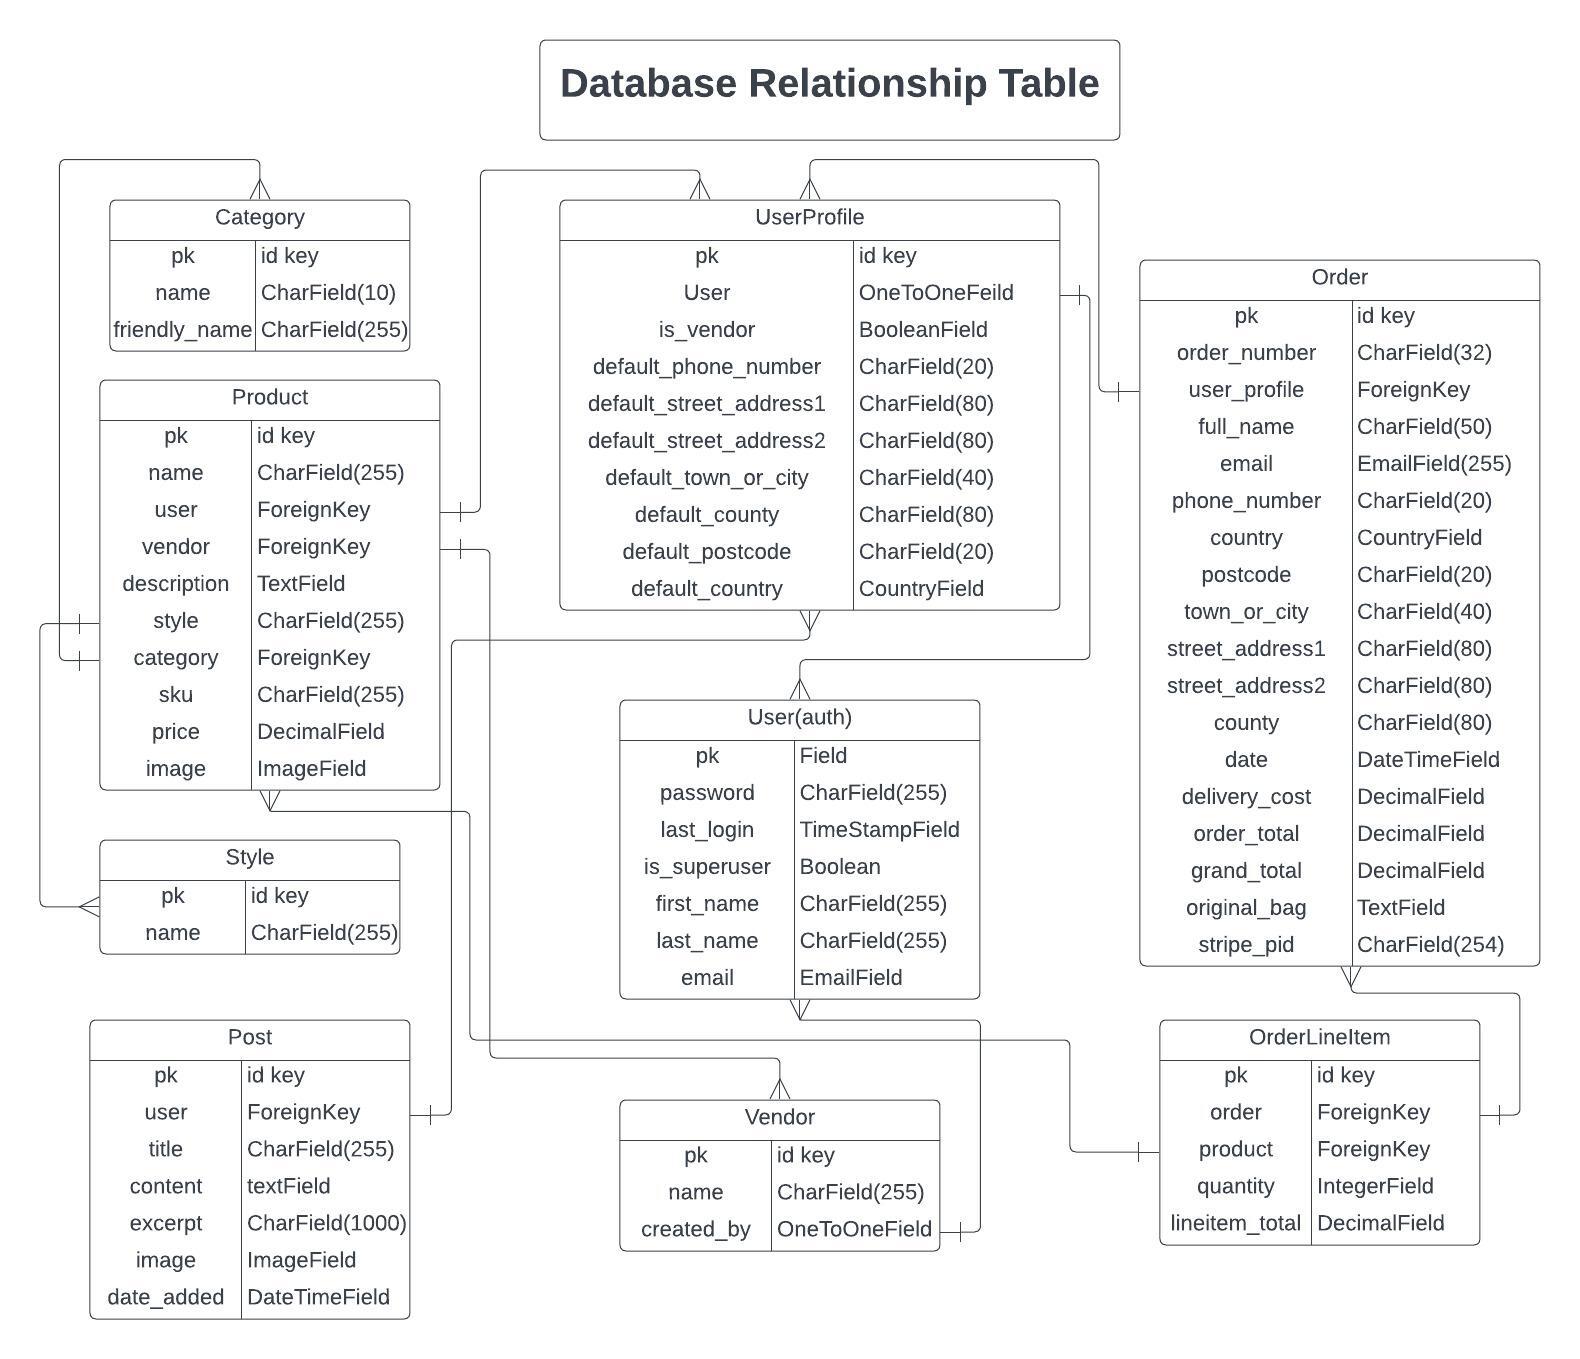 Database Relationship Table
Category
pk id key
name CharField(10)
friendly_name CharField(255)
Product
pk id key
name CharField(255)
user ForeignKey
vendor ForeignKey
description TextField
style CharField(255)
category ForeignKey
sku CharField(255)
price DecimalField
image ImageField
Style
pk id key
name CharField(255)
Post
pk id key
user ForeignKey
title CharField(255)
content textField
excerpt CharField(1000)
image ImageField
date_added DateTimeField
UserProfile
pk id key
User OneToOneFeild
is_vendor BooleanField
default_phone_number CharField(20)
default_street_address1 CharField(80)
default_street_address2 CharField(80)
default_town_or_city CharField(40)
default_county CharField(80)
default_postcode CharField(20)
default_country CountryField
User(auth)
pk Field
password CharField(255)
last_login TimeStampField
is_superuser Boolean
first_name CharField(255)
last_name CharField(255)
email EmailField
Vendor
pk id key
name CharField(255)
created_by OneToOneField
Order
pk id key
order_number CharField(32)
user_profile ForeignKey
full_name CharField(50)
email EmailField(255)
phone_number CharField(20)
country CountryField
postcode CharField(20)
town_or_city CharField(40)
street_address1 CharField(80)
street_address2 CharField(80)
county CharField(80)
date DateTimeField
delivery_cost DecimalField
order_total DecimalField
grand_total DecimalField
original_bag TextField
stripe_pid CharField(254)
OrderLineItem
pk id key
order ForeignKey
product ForeignKey
quantity IntegerField
lineitem_total DecimalField